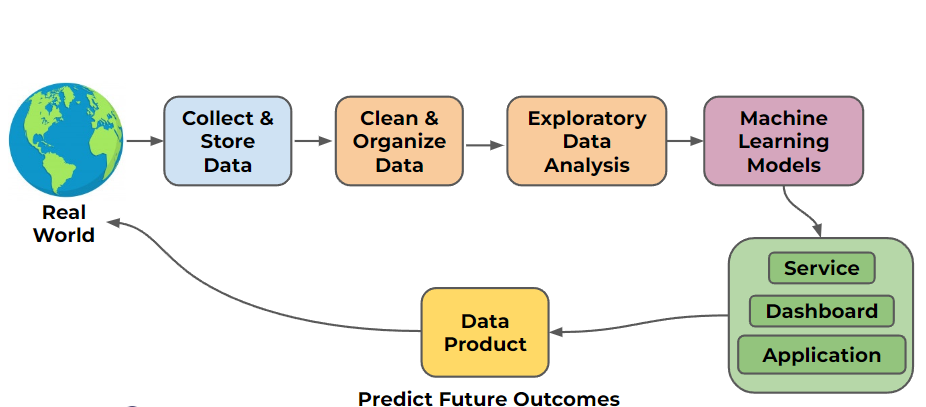 Collect &
Store
Data
Clean &
Organize
Data
Exploratory
Data
Analysis
Machine
Learning
Models
Real
World
Service
Dashboard
Application
Data
Product
Predict Future Outcomes